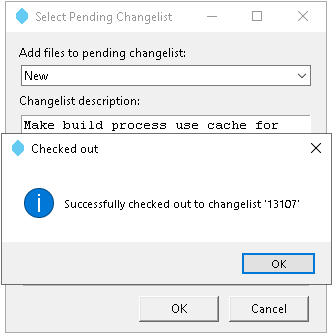 Select Pending Changelist
Add files to pending changelist:
New
Changelist description:
Make build process use cache for
Checked out
Successfully checked out to changelist '13107'
OK
OK
Cancel